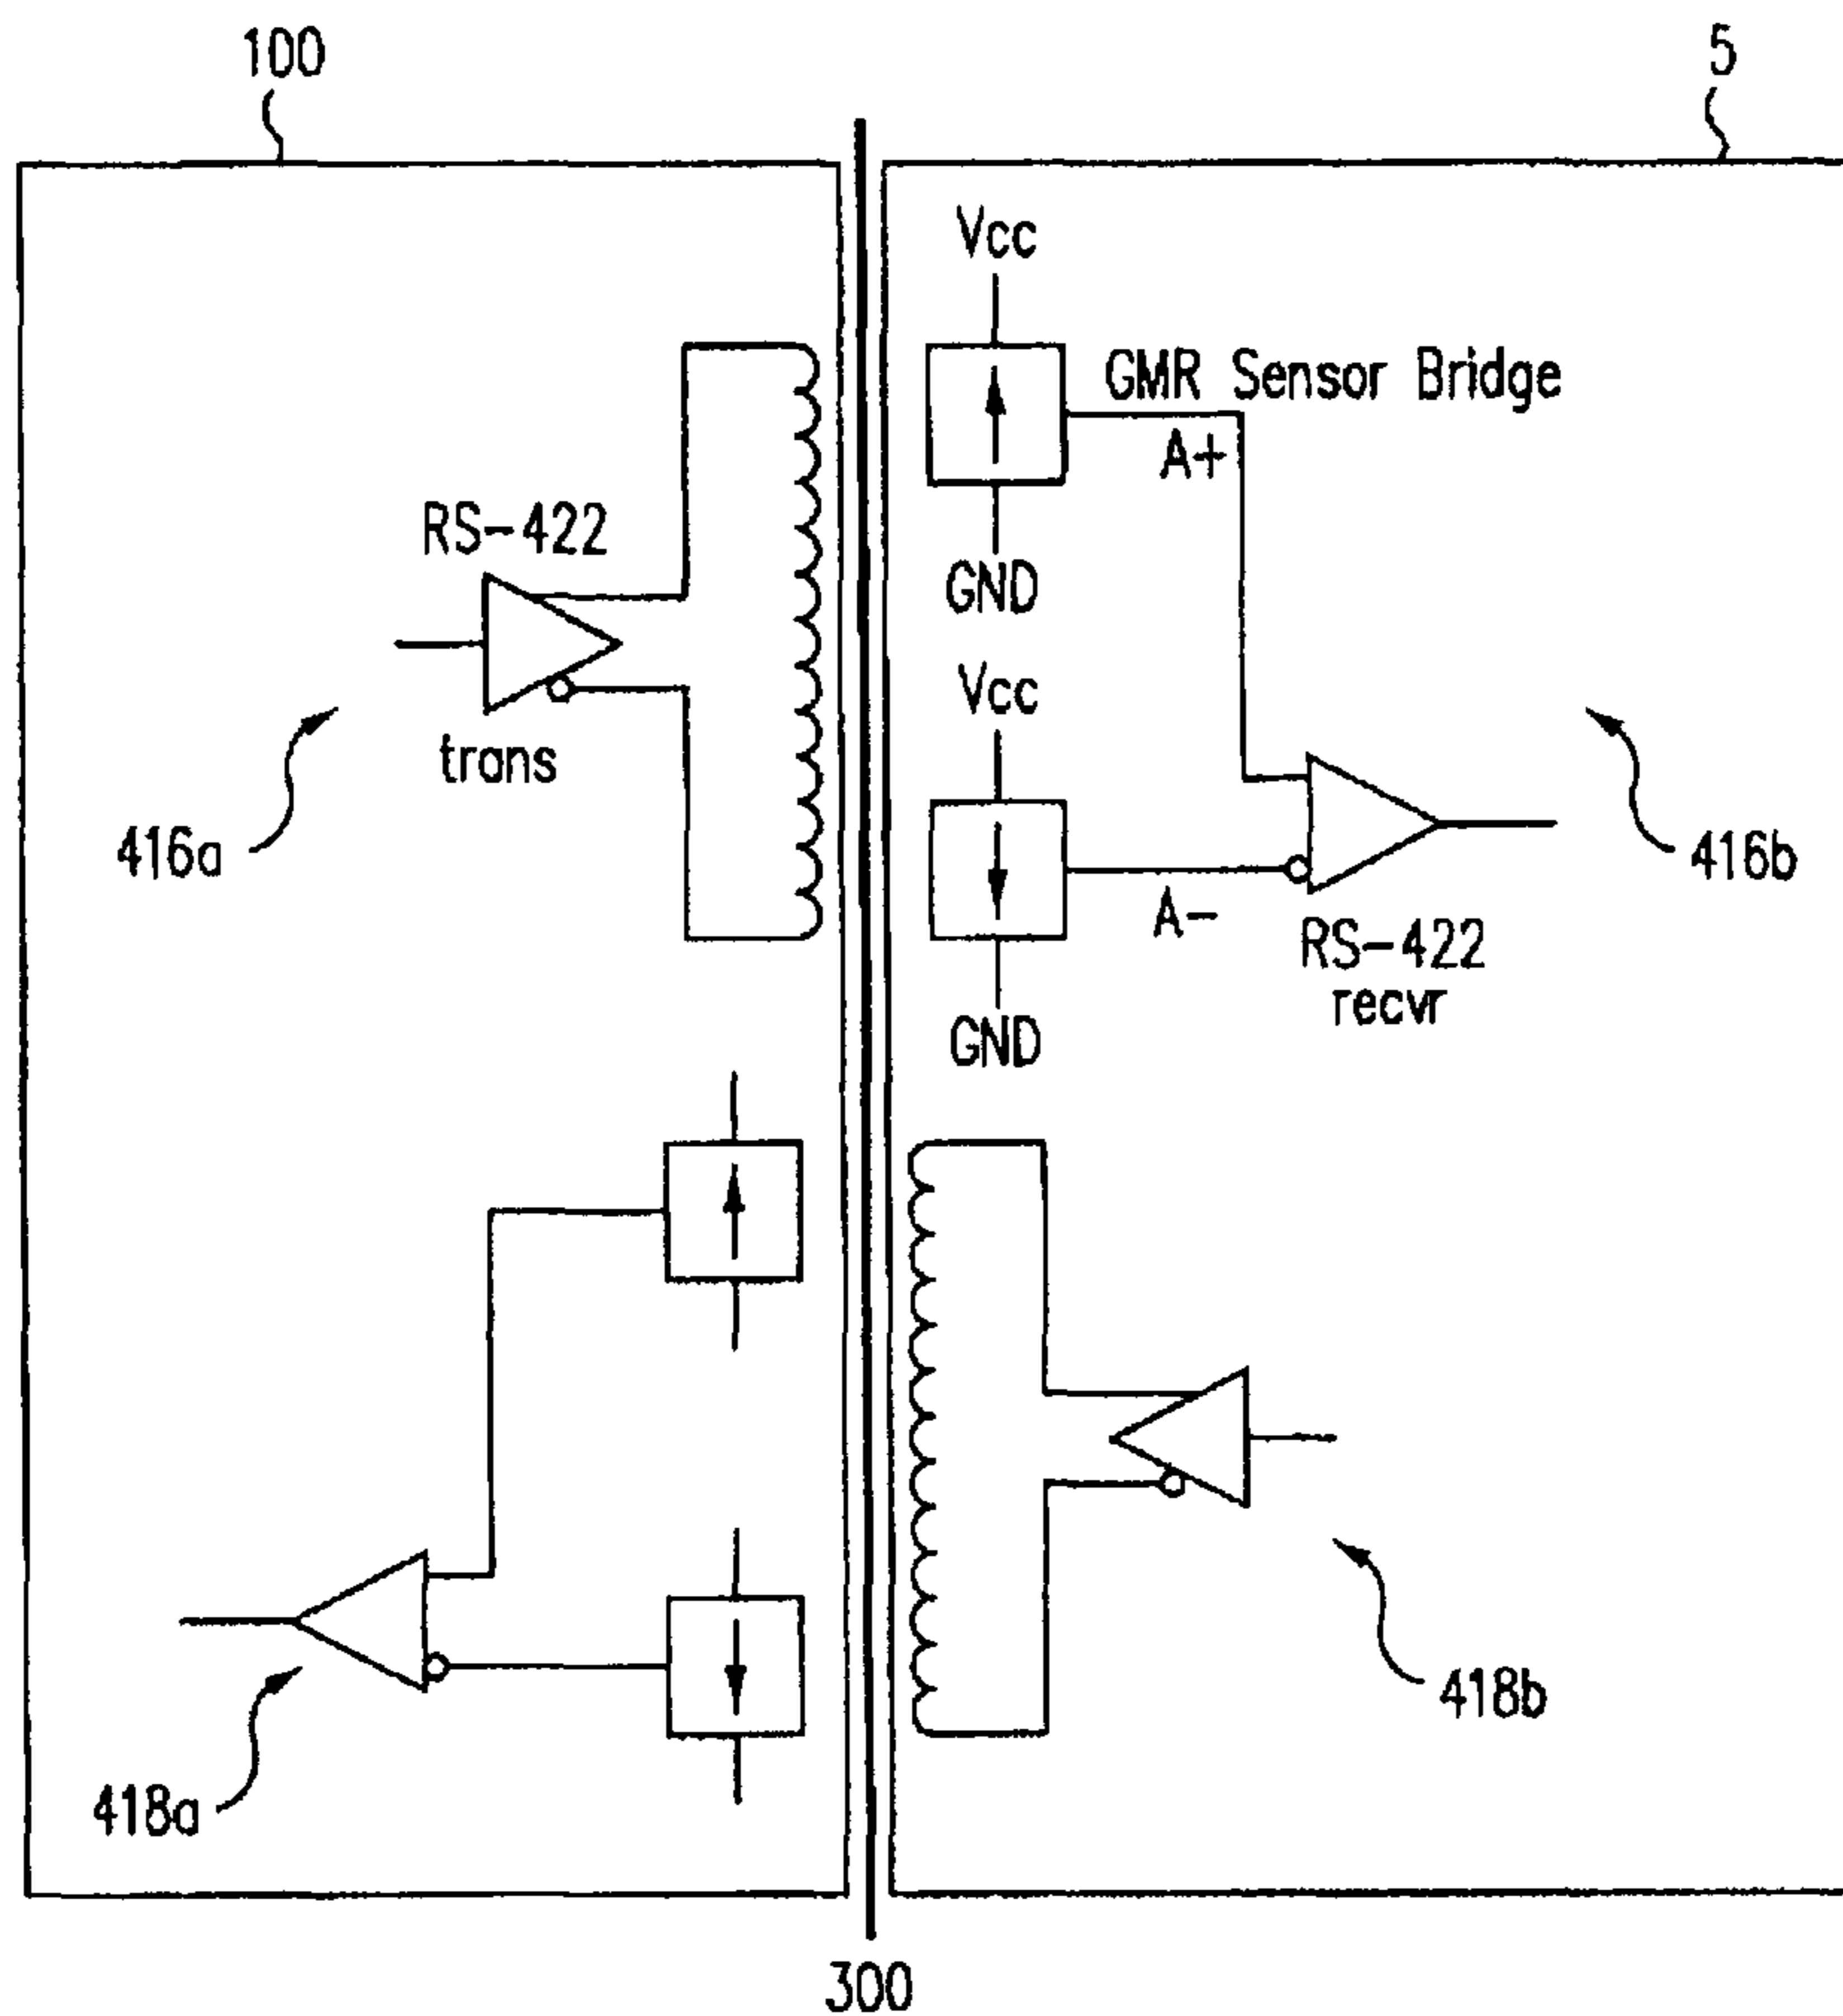 100
5
Vcc
GMR Sensor Bridge
A+
RS-422
GND
Vcc
trans
416a
416b
A-
RS-422
recvr
GND
418b
418a
300